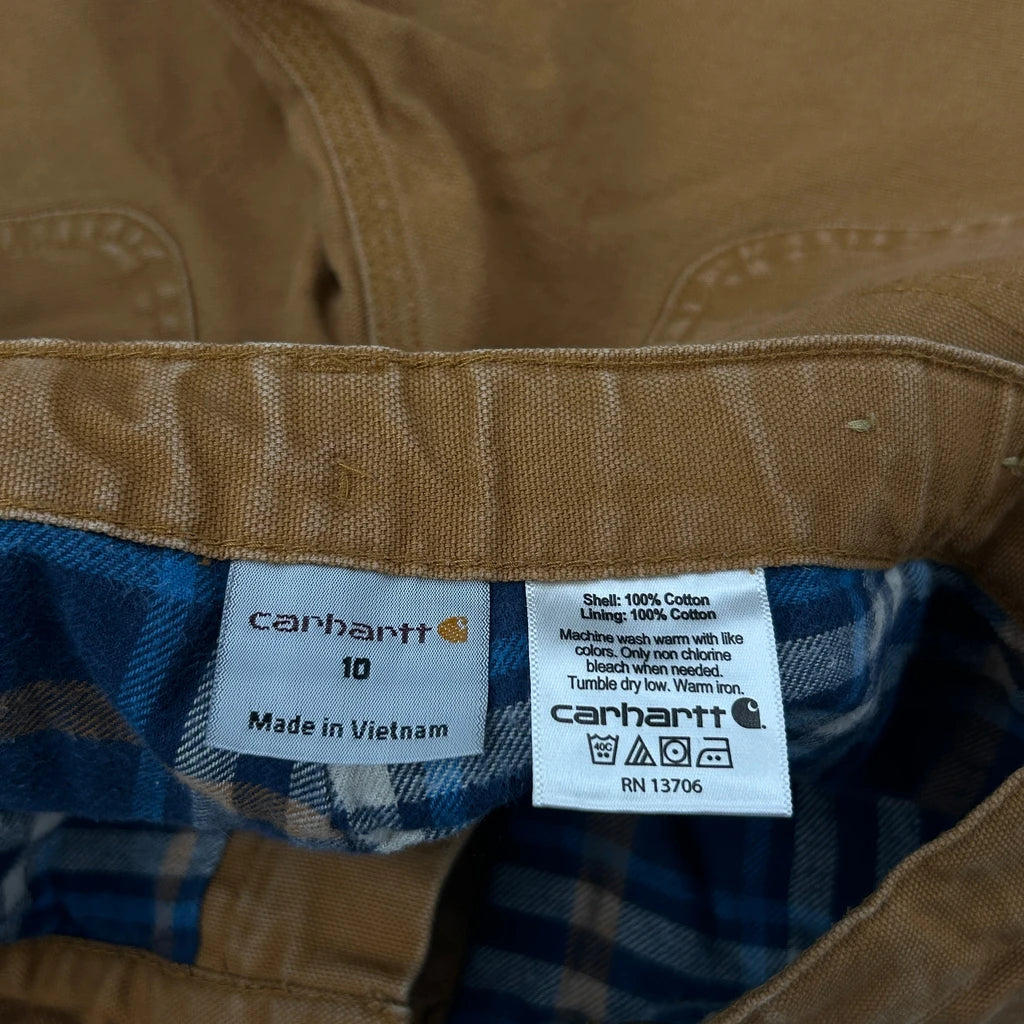 carhartt
10
Made in Vietnam
Shell: 100% Cotton
Lining: 100% Cotton
Machine wash warm with like
colors. Only non chlorine
bleach when needed.
Tumble dry low. Warm iron.
carhartt
40C
RN 13706